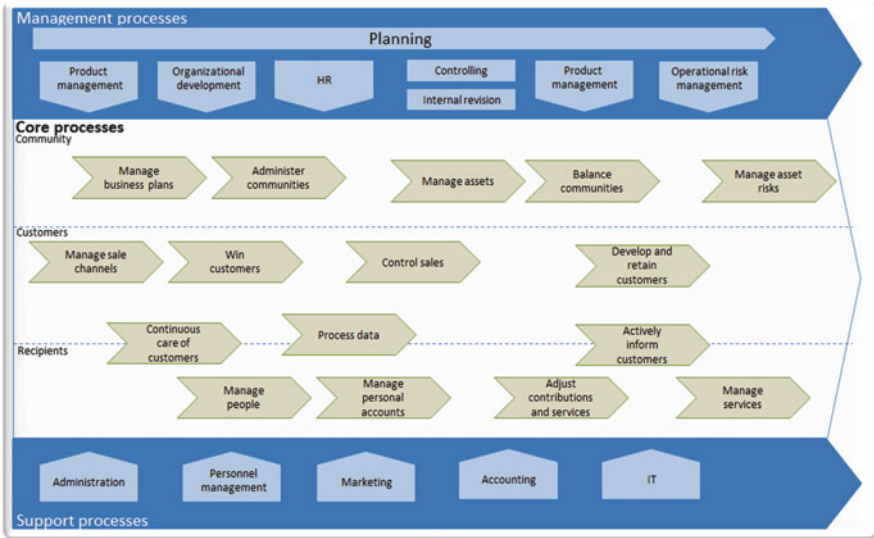 Management processes
Planning
Product
management
Organizational
development
HR
Controlling
Internal revision
Product
management
Operational risk
management
Core processes
Community
Manage
business plans
Administer
communities
Manage assets
Balance
communities
Manage asset
risks
Customers
Manage sale
channels
Win
customers
Control sales
Develop and
retain
customers
Continuous
care of
customers
Process data
Actively
inform
customers
Recipients
Manage
people
Manage
personal
accounts
Adjust
contributions
and services
Manage
services
Administration
Personnel
management
Marketing
Accounting
IT
Support processes